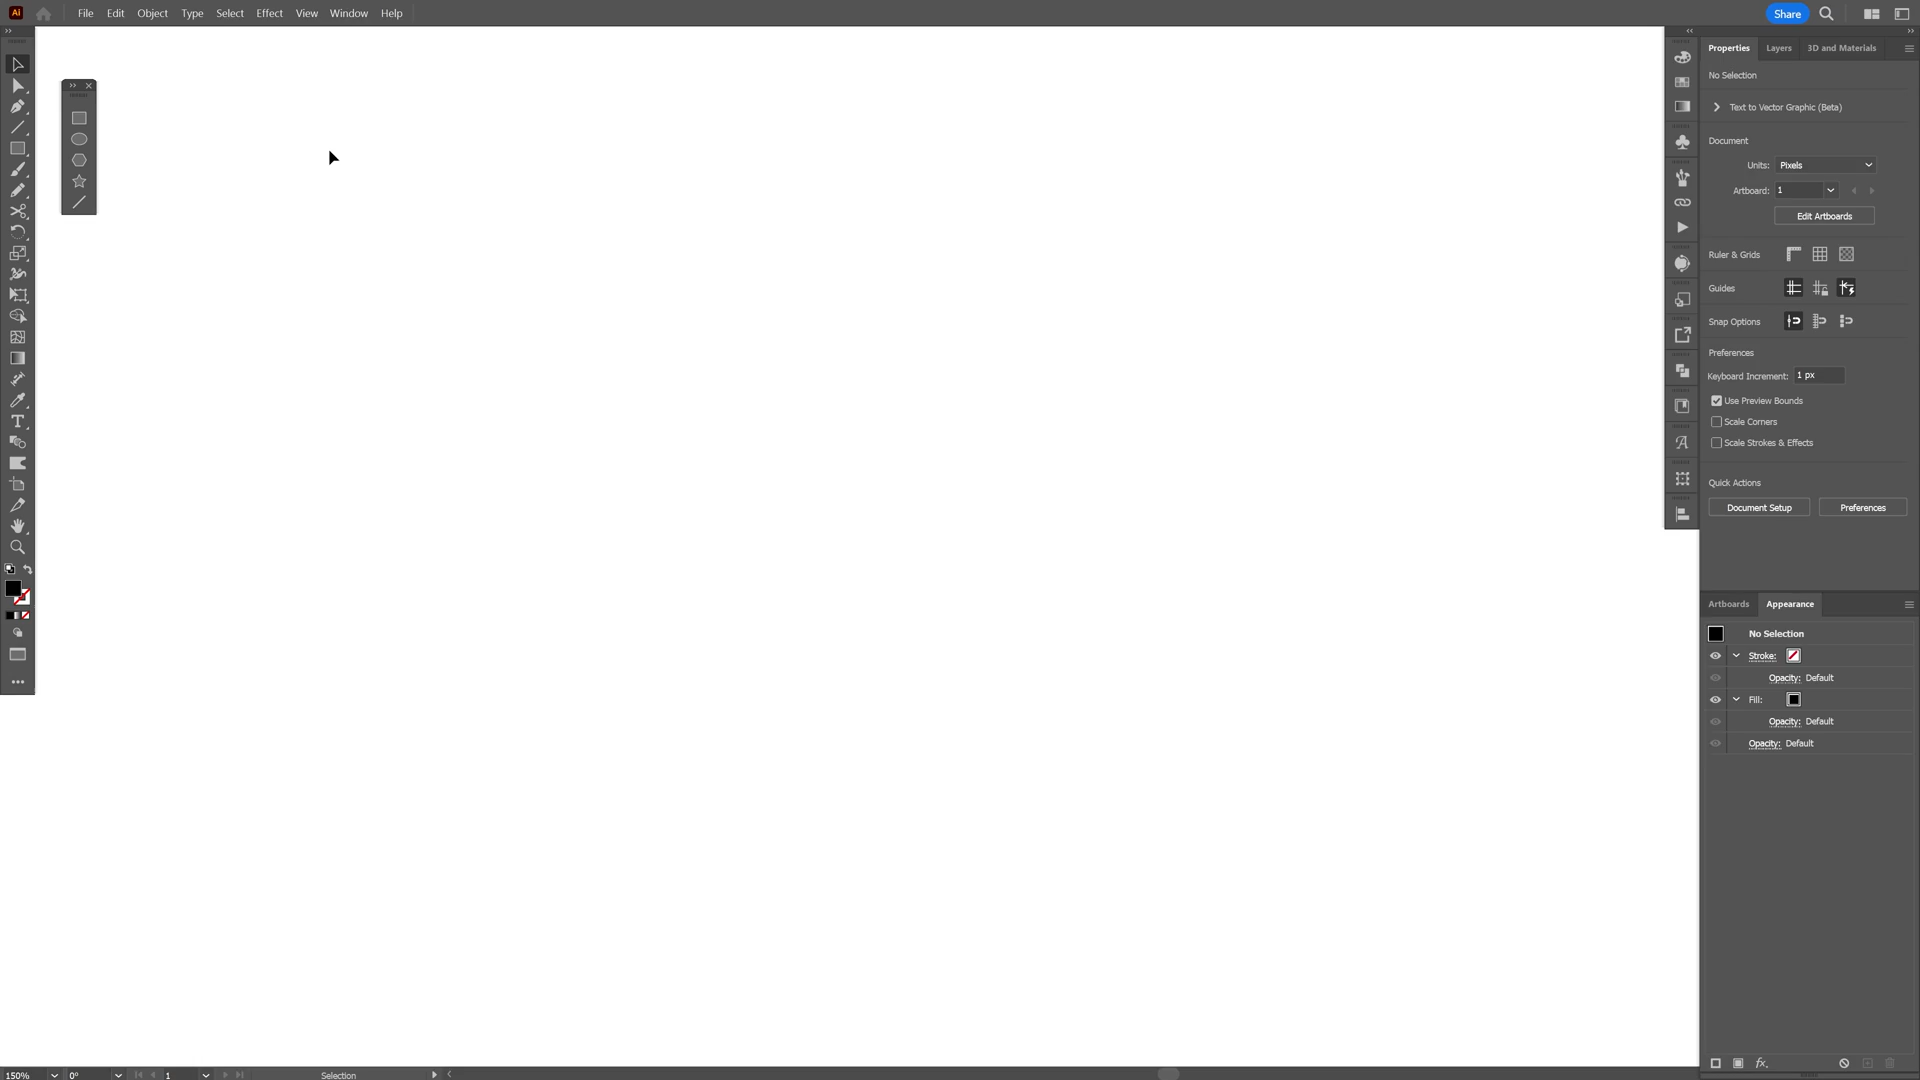 Ai
File Edit Object Type Select Effect View Window Help
Share
Properties Layers 3D and Materials
No Selection
Text to Vector Graphic (Beta)
Document
Units: Pixels
Artboard: 1
Edit Artboards
Ruler & Grids
Guides
Snap Options
Preferences
Keyboard Increment: 1 px
Use Preview Bounds
Scale Corners
Scale Strokes & Effects
Quick Actions
Document Setup Preferences
Artboards Appearance
No Selection
Stroke:
Opacity: Default
Fill:
Opacity: Default
Opacity: Default
fx.
150% 0° 1 Selection